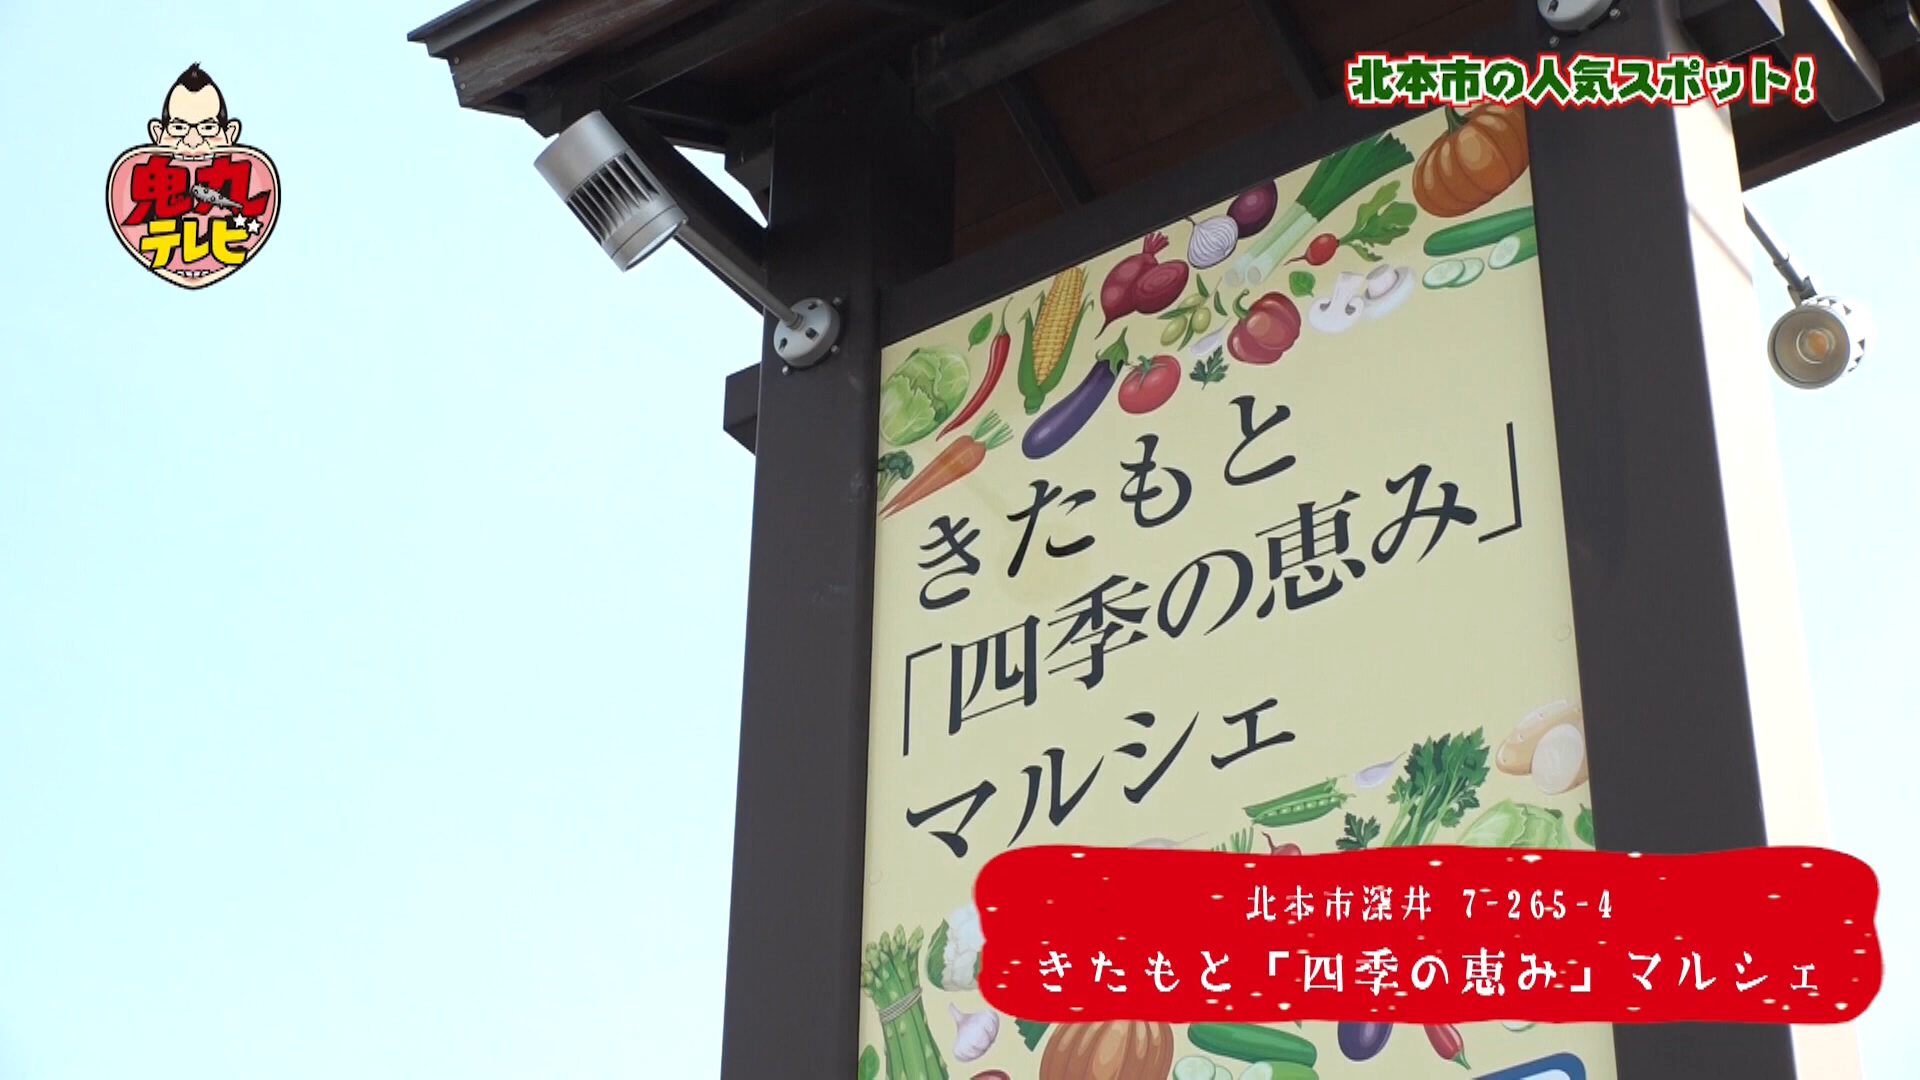 鬼丸
テレビ
北本市の人気スポット!
きたもと
「四季の恵み」
マルシェ
北本市深井 7-265-4
きたもと「四季の恵み」マルシェ